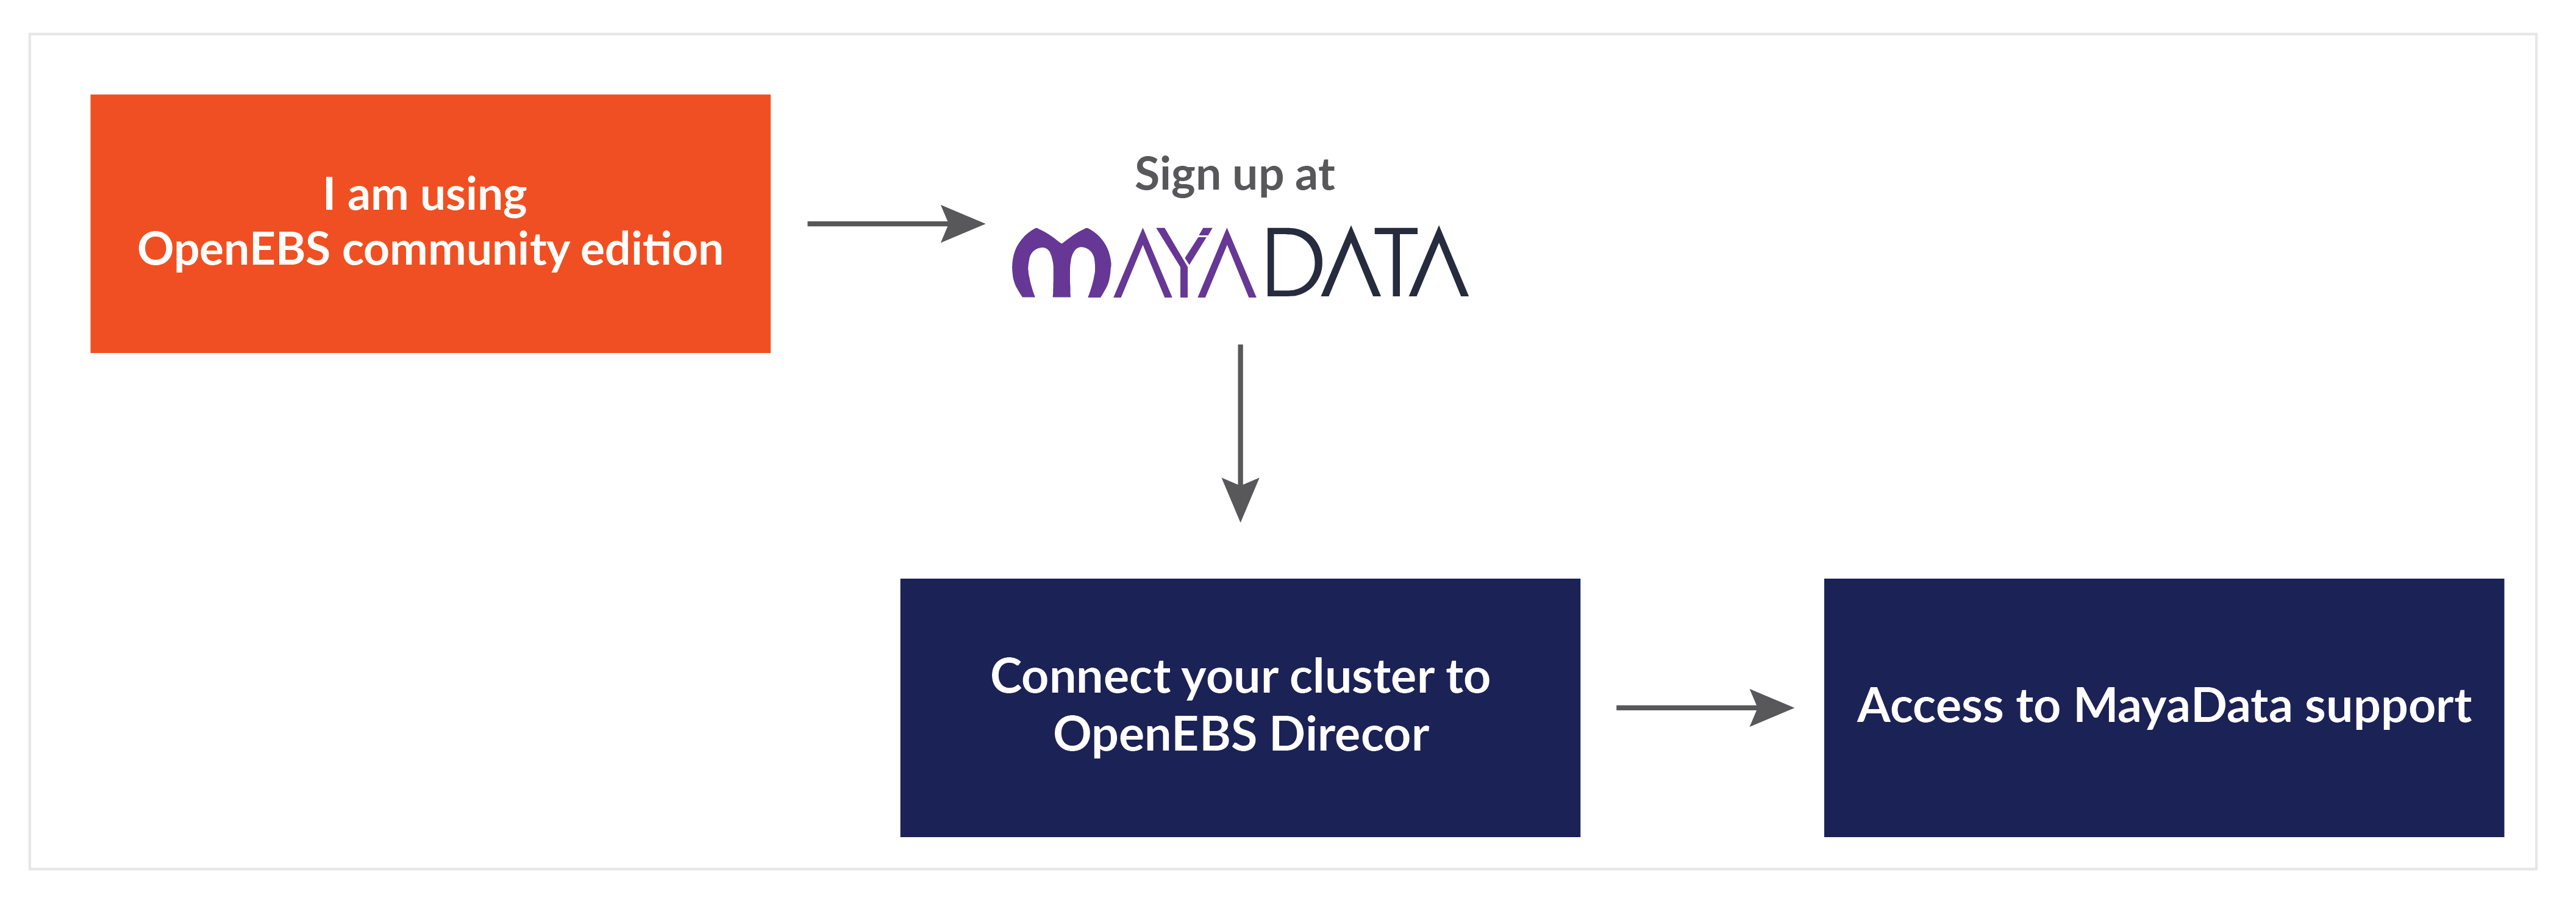 I am using
OpenEBS community edition
Sign up at
MAYADATA
Connect your cluster to
OpenEBS Direcor
Access to MayaData support